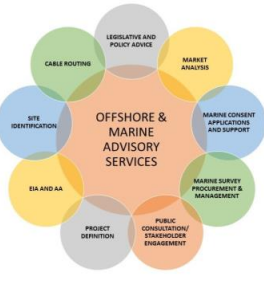 LEGISLATIVE AND
POLICY ADVICE
MARKET
ANALYSIS
MARINE CONSENT
APPLICATIONS
AND SUPPORT
MARINE SURVEY
PROCUREMENT &
MANAGEMENT
PUBLIC
CONSULTATION/
STAKEHOLDER
ENGAGEMENT
PROJECT
DEFINITION
EIA AND AA
SITE
IDENTIFICATION
CABLE ROUTING
OFFSHORE &
MARINE
ADVISORY
SERVICES